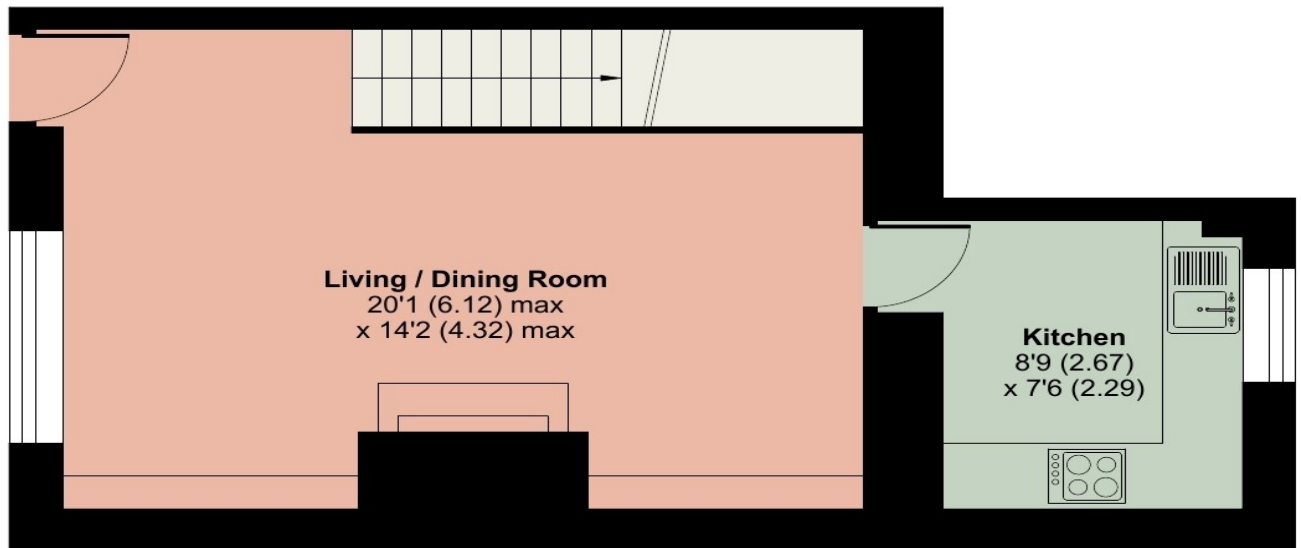 Living / Dining Room
20'1 (6.12) max
x 14'2 (4.32) max
Kitchen
8'9 (2.67)
x 7'6 (2.29)